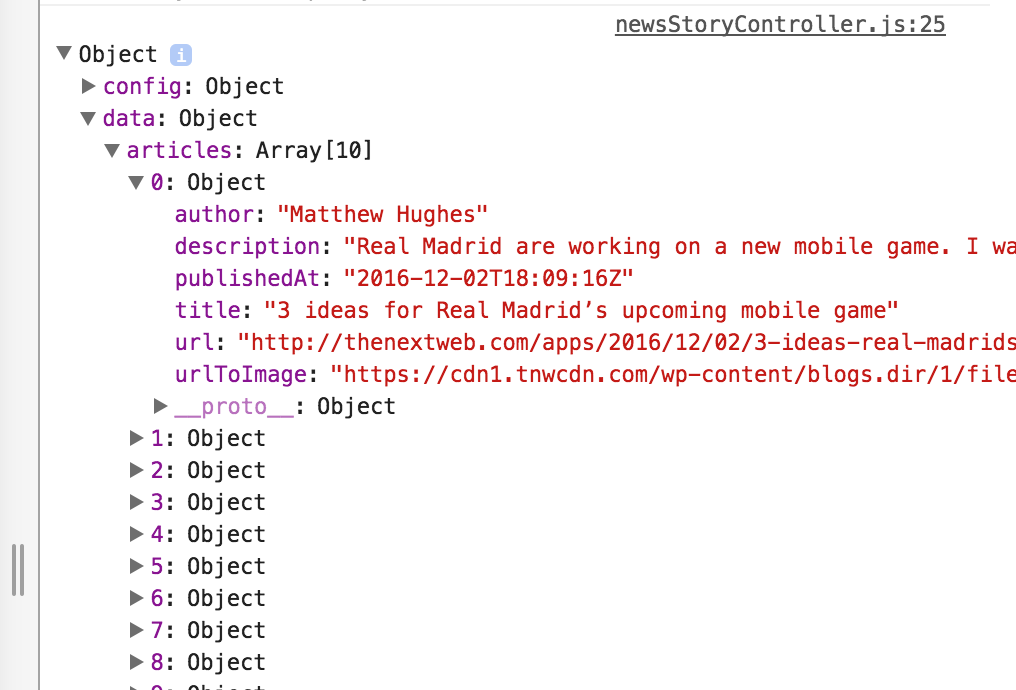 newsStoryController.js:25
▼ Object i
▶ config: Object
▼ data: Object
▼ articles: Array[10]
▼ 0: Object
author: "Matthew Hughes"
description: "Real Madrid are working on a new mobile game. I wa
publishedAt: "2016-12-02T18:09:16Z"
title: "3 ideas for Real Madrid’s upcoming mobile game"
url: "http://thenextweb.com/apps/2016/12/02/3-ideas-real-madrids
urlToImage: "https://cdn1.tnwcdn.com/wp-content/blogs.dir/1/file
▶ __proto__: Object
▶ 1: Object
▶ 2: Object
▶ 3: Object
▶ 4: Object
▶ 5: Object
▶ 6: Object
▶ 7: Object
▶ 8: Object